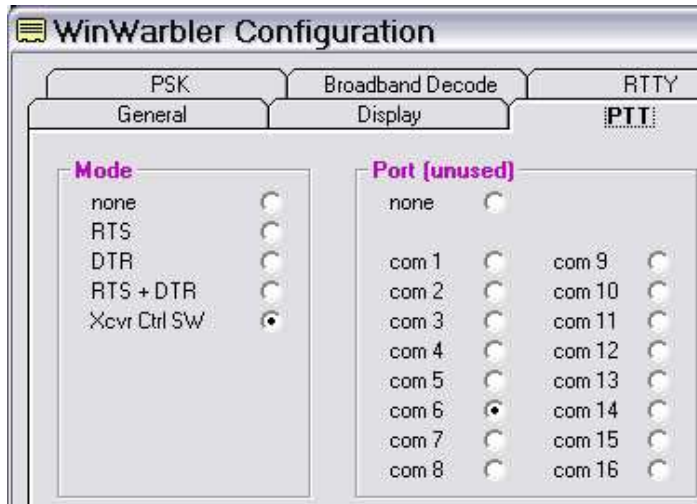 WinWarbler Configuration
PSK
Broadband Decode
RTTY
General
Display
PTT
Mode
none
RTS
DTR
RTS + DTR
Xcvr Ctrl SW
Port (unused)
none
com 1
com 2
com 3
com 4
com 5
com 6
com 7
com 8
com 9
com 10
com 11
com 12
com 13
com 14
com 15
com 16